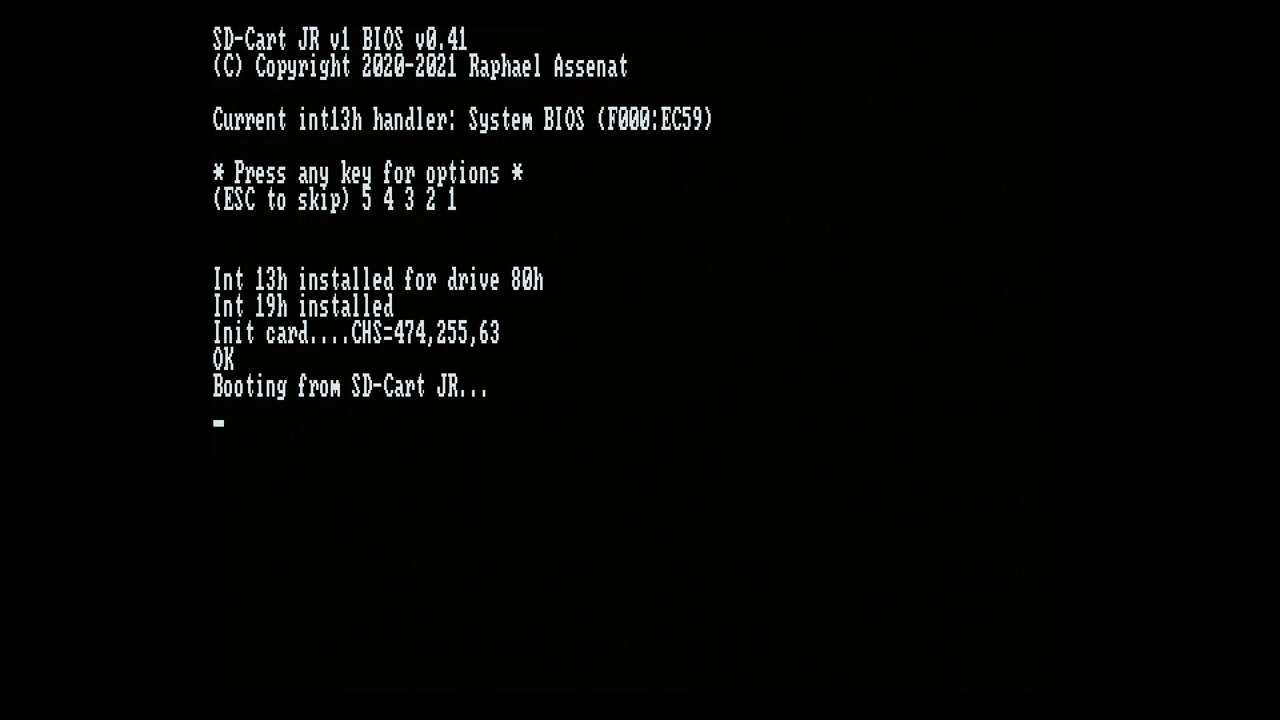 SD-Cart JR v1 BIOS v0.41
(C) Copyright 2020-2021 Raphael Assenat
Current int13h handler: System BIOS (F000:EC59)
* Press any key for options *
(ESC to skip) 5 4 3 2 1
Int 13h installed for drive 80h
Int 19h installed
Init card....CHS=474,255,63
OK
Booting from SD-Cart JR...